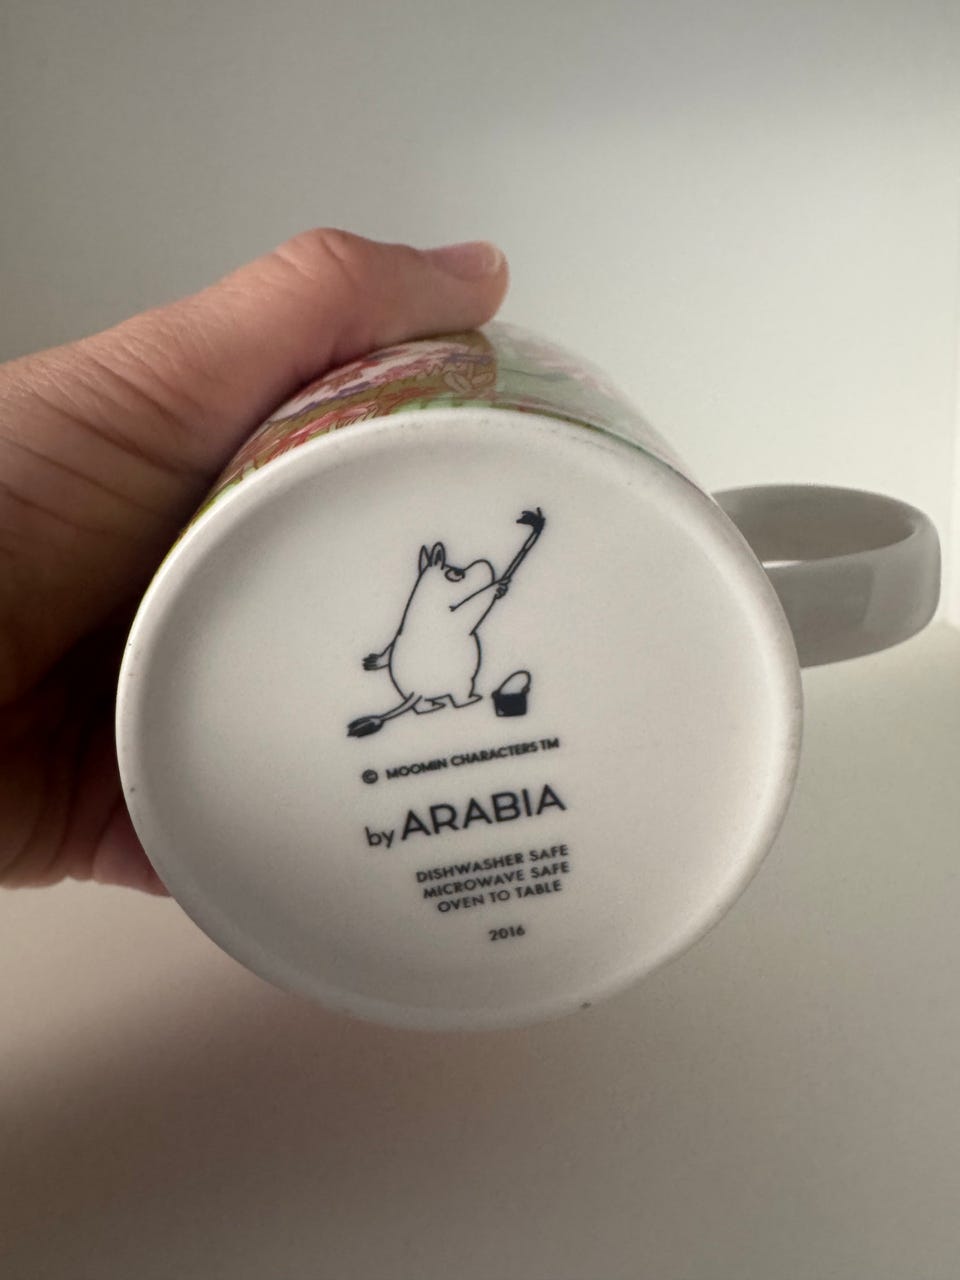 © MOOMIN CHARACTERS TM
by ARABIA
DISHWASHER SAFE
MICROWAVE SAFE
OVEN TO TABLE
2016